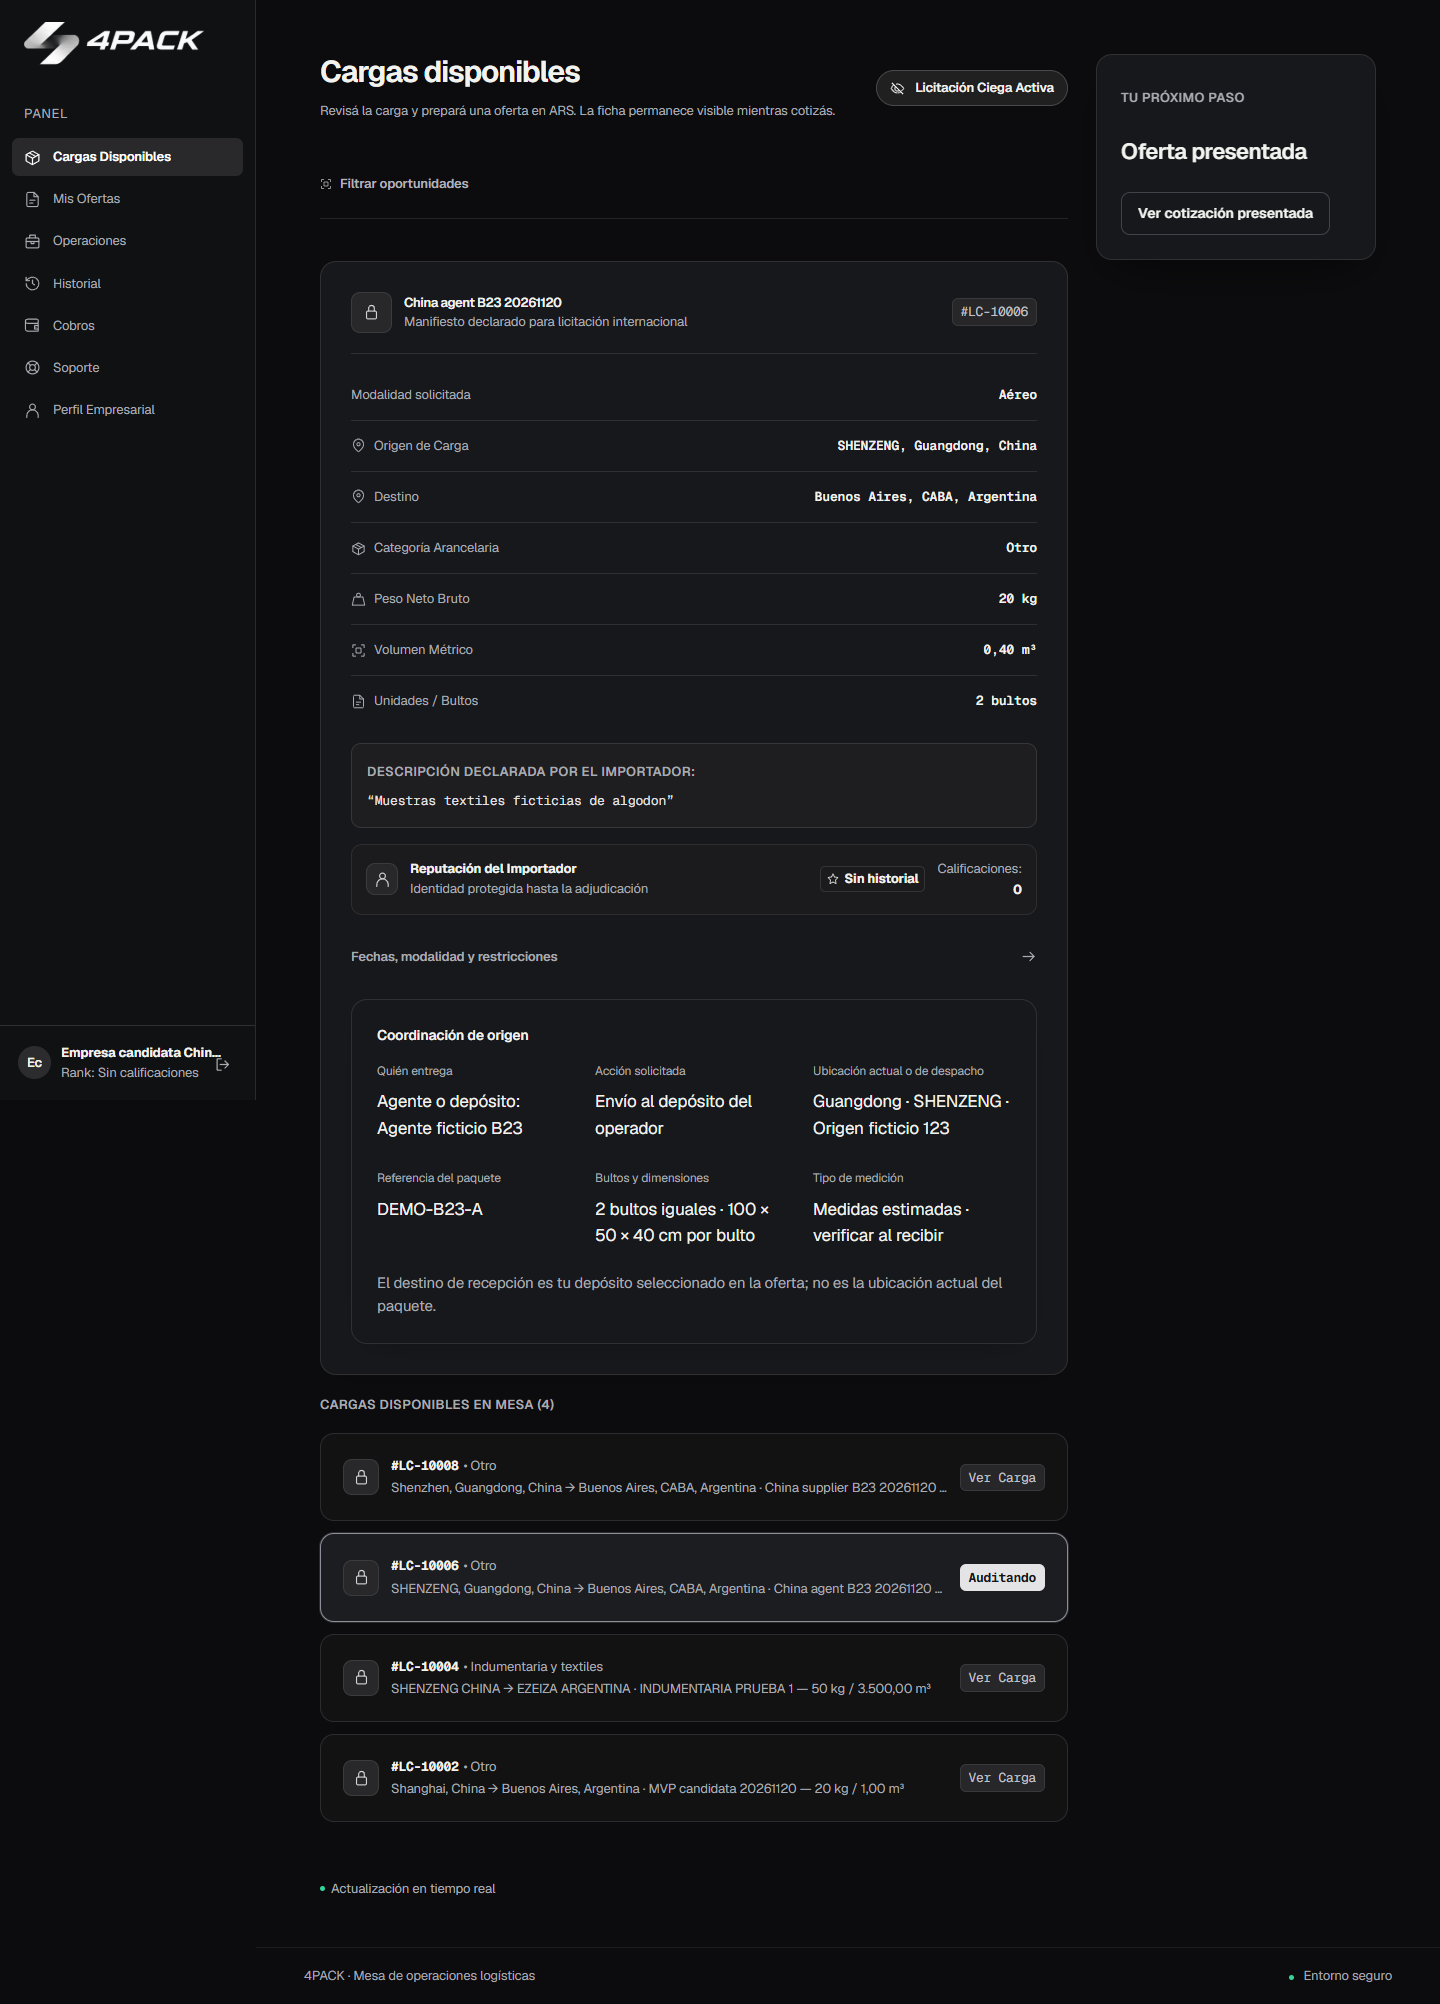 4PACK
PANEL
Cargas Disponibles
Mis Ofertas
Operaciones
Historial
Cobros
Soporte
Perfil Empresarial
Ec
Empresa candidata Chin...
Rank: Sin calificaciones
Cargas disponibles
Revisá la carga y prepará una oferta en ARS. La ficha permanece visible mientras cotizás.
Licitación Ciega Activa
Filtrar oportunidades
China agent B23 20261120
Manifiesto declarado para licitación internacional
#LC-10006
Modalidad solicitada
Aéreo
Origen de Carga
SHENZENG, Guangdong, China
Destino
Buenos Aires, CABA, Argentina
Categoría Arancelaria
Otro
Peso Neto Bruto
20 kg
Volumen Métrico
0,40 m³
Unidades / Bultos
2 bultos
DESCRIPCIÓN DECLARADA POR EL IMPORTADOR:
“Muestras textiles ficticias de algodon”
Reputación del Importador
Identidad protegida hasta la adjudicación
Sin historial
Calificaciones:
0
Fechas, modalidad y restricciones
Coordinación de origen
Quién entrega
Agente o depósito:
Agente ficticio B23
Acción solicitada
Envío al depósito del
operador
Ubicación actual o de despacho
Guangdong · SHENZENG ·
Origen ficticio 123
Referencia del paquete
DEMO-B23-A
Bultos y dimensiones
2 bultos iguales · 100 ×
50 × 40 cm por bulto
Tipo de medición
Medidas estimadas ·
verificar al recibir
El destino de recepción es tu depósito seleccionado en la oferta; no es la ubicación actual del
paquete.
CARGAS DISPONIBLES EN MESA (4)
#LC-10008 • Otro
Shenzhen, Guangdong, China → Buenos Aires, CABA, Argentina · China supplier B23 20261120 ...
Ver Carga
#LC-10006 • Otro
SHENZENG, Guangdong, China → Buenos Aires, CABA, Argentina · China agent B23 20261120 ...
Auditando
#LC-10004 • Indumentaria y textiles
SHENZENG CHINA → EZEIZA ARGENTINA · INDUMENTARIA PRUEBA 1 — 50 kg / 3.500,00 m³
Ver Carga
#LC-10002 • Otro
Shanghai, China → Buenos Aires, Argentina · MVP candidata 20261120 — 20 kg / 1,00 m³
Ver Carga
Actualización en tiempo real
TU PRÓXIMO PASO
Oferta presentada
Ver cotización presentada
4PACK · Mesa de operaciones logísticas
Entorno seguro